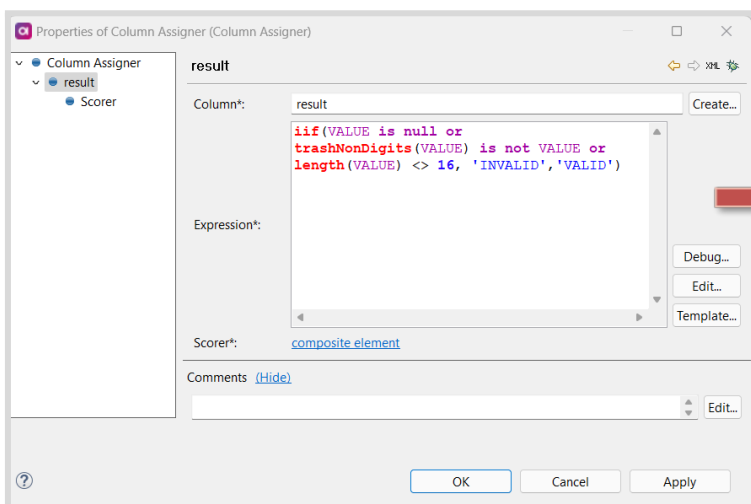 Properties of Column Assigner (Column Assigner)
Column Assigner
result
Scorer
result
XML
Column*:
result
Create...
Expression*:
iif(VALUE is null or
trashNonDigits(VALUE) is not VALUE or
length(VALUE) <> 16, 'INVALID','VALID')
Debug...
Edit...
Template...
Scorer*:
composite element
Comments (Hide)
Edit...
?
OK
Cancel
Apply